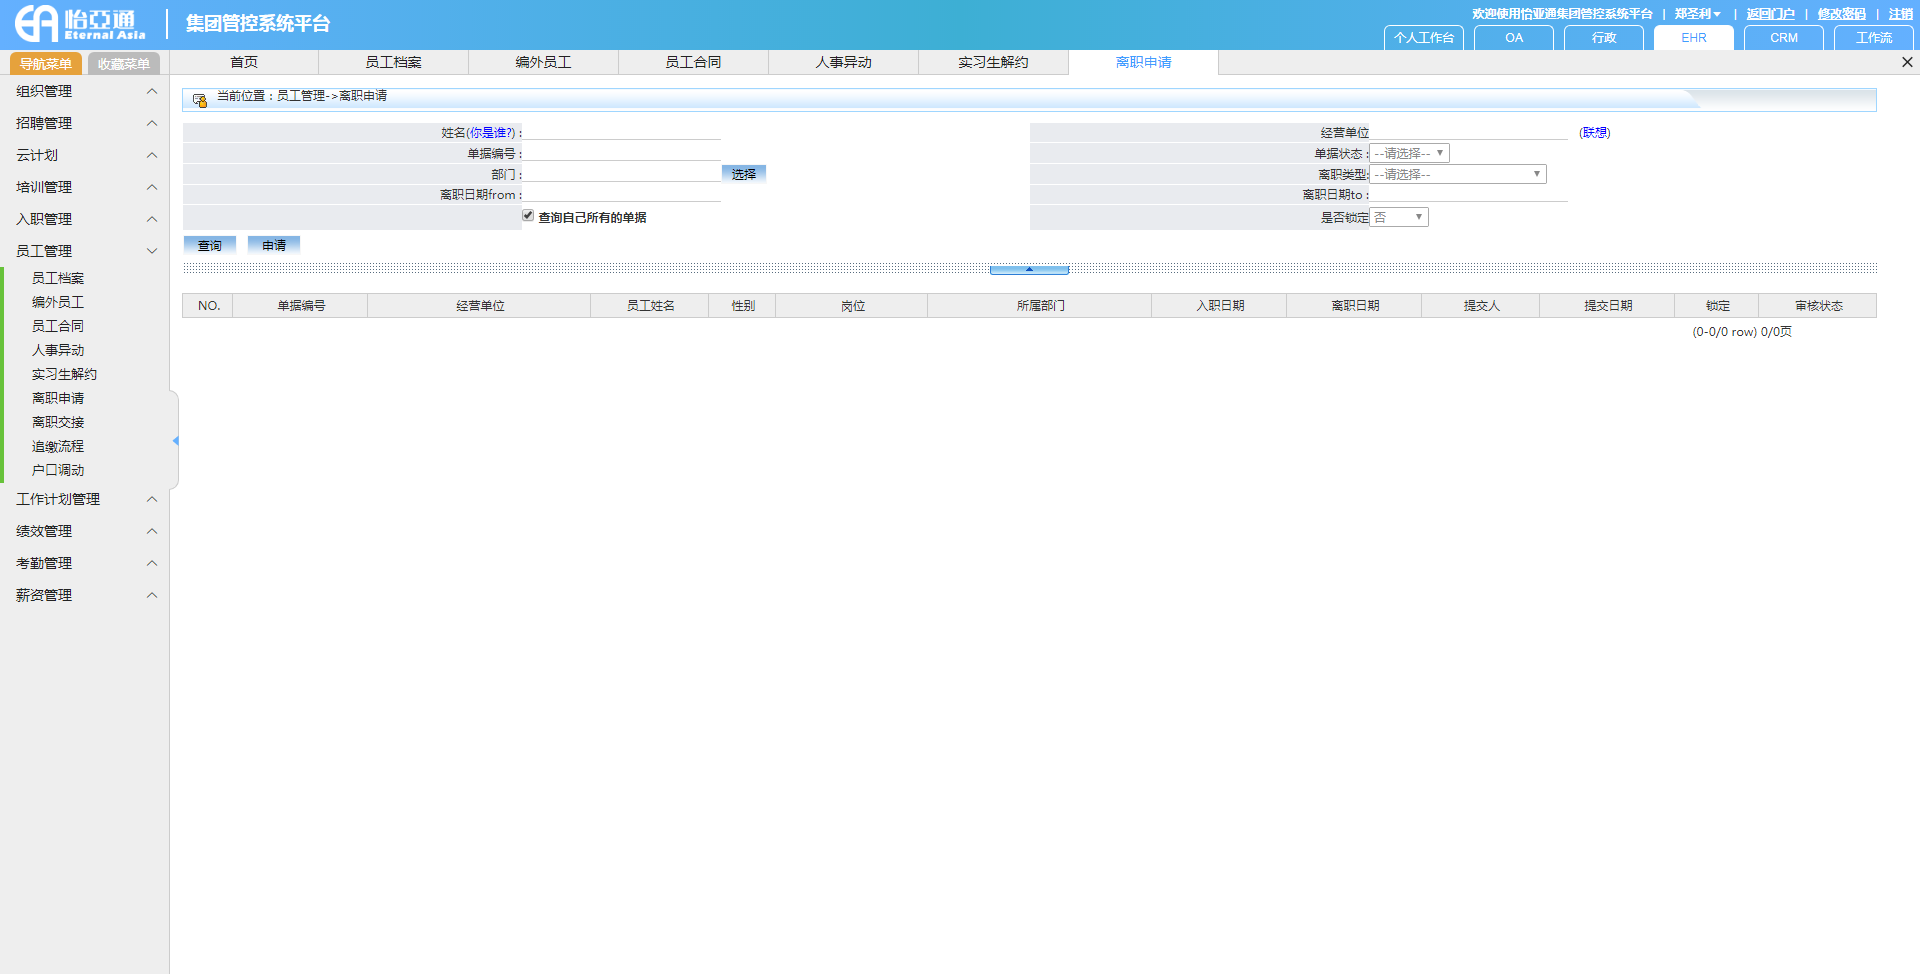 怡亞通
Eternal Asia
集团管控系统平台
欢迎使用怡亚通集团管控系统平台 | 郑圣利 | 返回门户 | 修改密码 | 注销
个人工作台 OA 行政 EHR CRM 工作流
导航菜单 收藏菜单
首页 员工档案 编外员工 员工合同 人事异动 实习生解约 离职申请
组织管理
招聘管理
云计划
培训管理
入职管理
员工管理
员工档案
编外员工
员工合同
人事异动
实习生解约
离职申请
离职交接
追缴流程
户口调动
工作计划管理
绩效管理
考勤管理
薪资管理
当前位置：员工管理->离职申请
姓名(你是谁?) : 经营单位 (联想)
单据编号 : 单据状态 : --请选择--
部门 : 选择 离职类型: --请选择--
离职日期from : 离职日期to :
查询自己所有的单据 是否锁定 否
查询 申请
NO. 单据编号 经营单位 员工姓名 性别 岗位 所属部门 入职日期 离职日期 提交人 提交日期 锁定 审核状态
(0-0/0 row) 0/0页